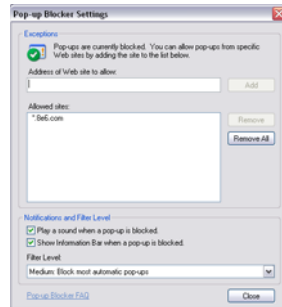 Pop-up Blocker Settings
Exceptions
Pop-ups are currently blocked. You can allow pop-ups from specific
Web sites by adding the site to the list below.
Address of Web site to allow:
Add
Allowed sites:
*.8e6.com
Remove
Remove All
Notifications and Filter Level
Play a sound when a pop-up is blocked.
Show Information Bar when a pop-up is blocked.
Filter Level:
Medium: Block most automatic pop-ups
Pop-up Blocker FAQ
Close